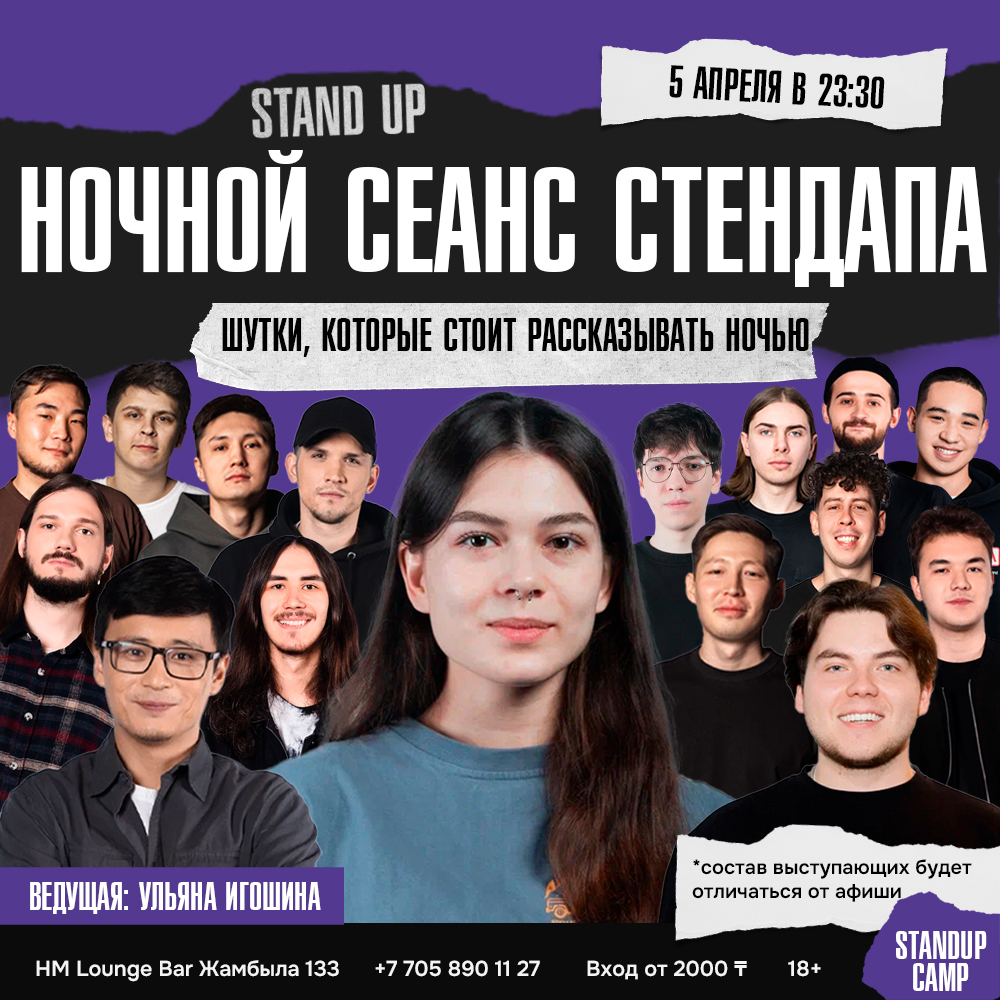 5 АПРЕЛЯ В 23:30
STAND UP
НОЧНОЙ СЕАНС СТЕНДАПА
ШУТКИ, КОТОРЫЕ СТОИТ РАССКАЗЫВАТЬ НОЧЬЮ
*состав выступающих будет
отличаться от афиши
ВЕДУЩАЯ: УЛЬЯНА ИГОШИНА
STANDUP
CAMP
HM Lounge Bar Жамбыла 133 +7 705 890 11 27 Вход от 2000 ₸ 18+